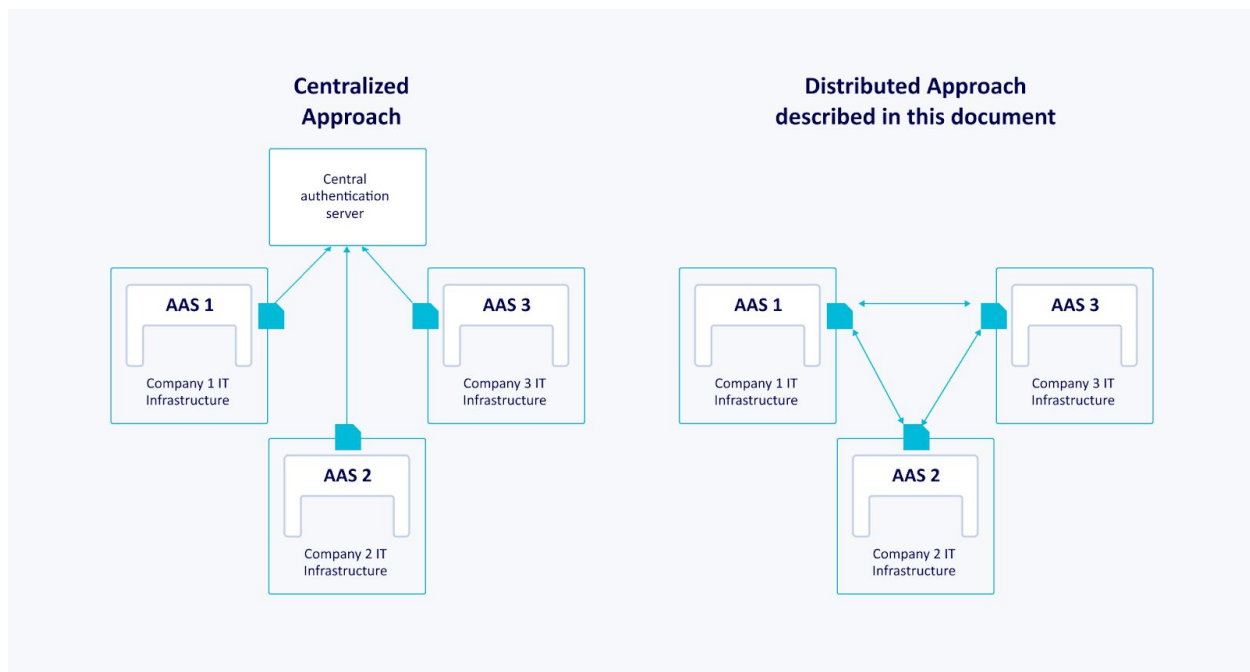 Centralized
Approach
Central
authentication
server
AAS 1
Company 1 IT
Infrastructure
AAS 3
Company 3 IT
Infrastructure
AAS 2
Company 2 IT
Infrastructure
Distributed Approach
described in this document
AAS 1
Company 1 IT
Infrastructure
AAS 3
Company 3 IT
Infrastructure
AAS 2
Company 2 IT
Infrastructure